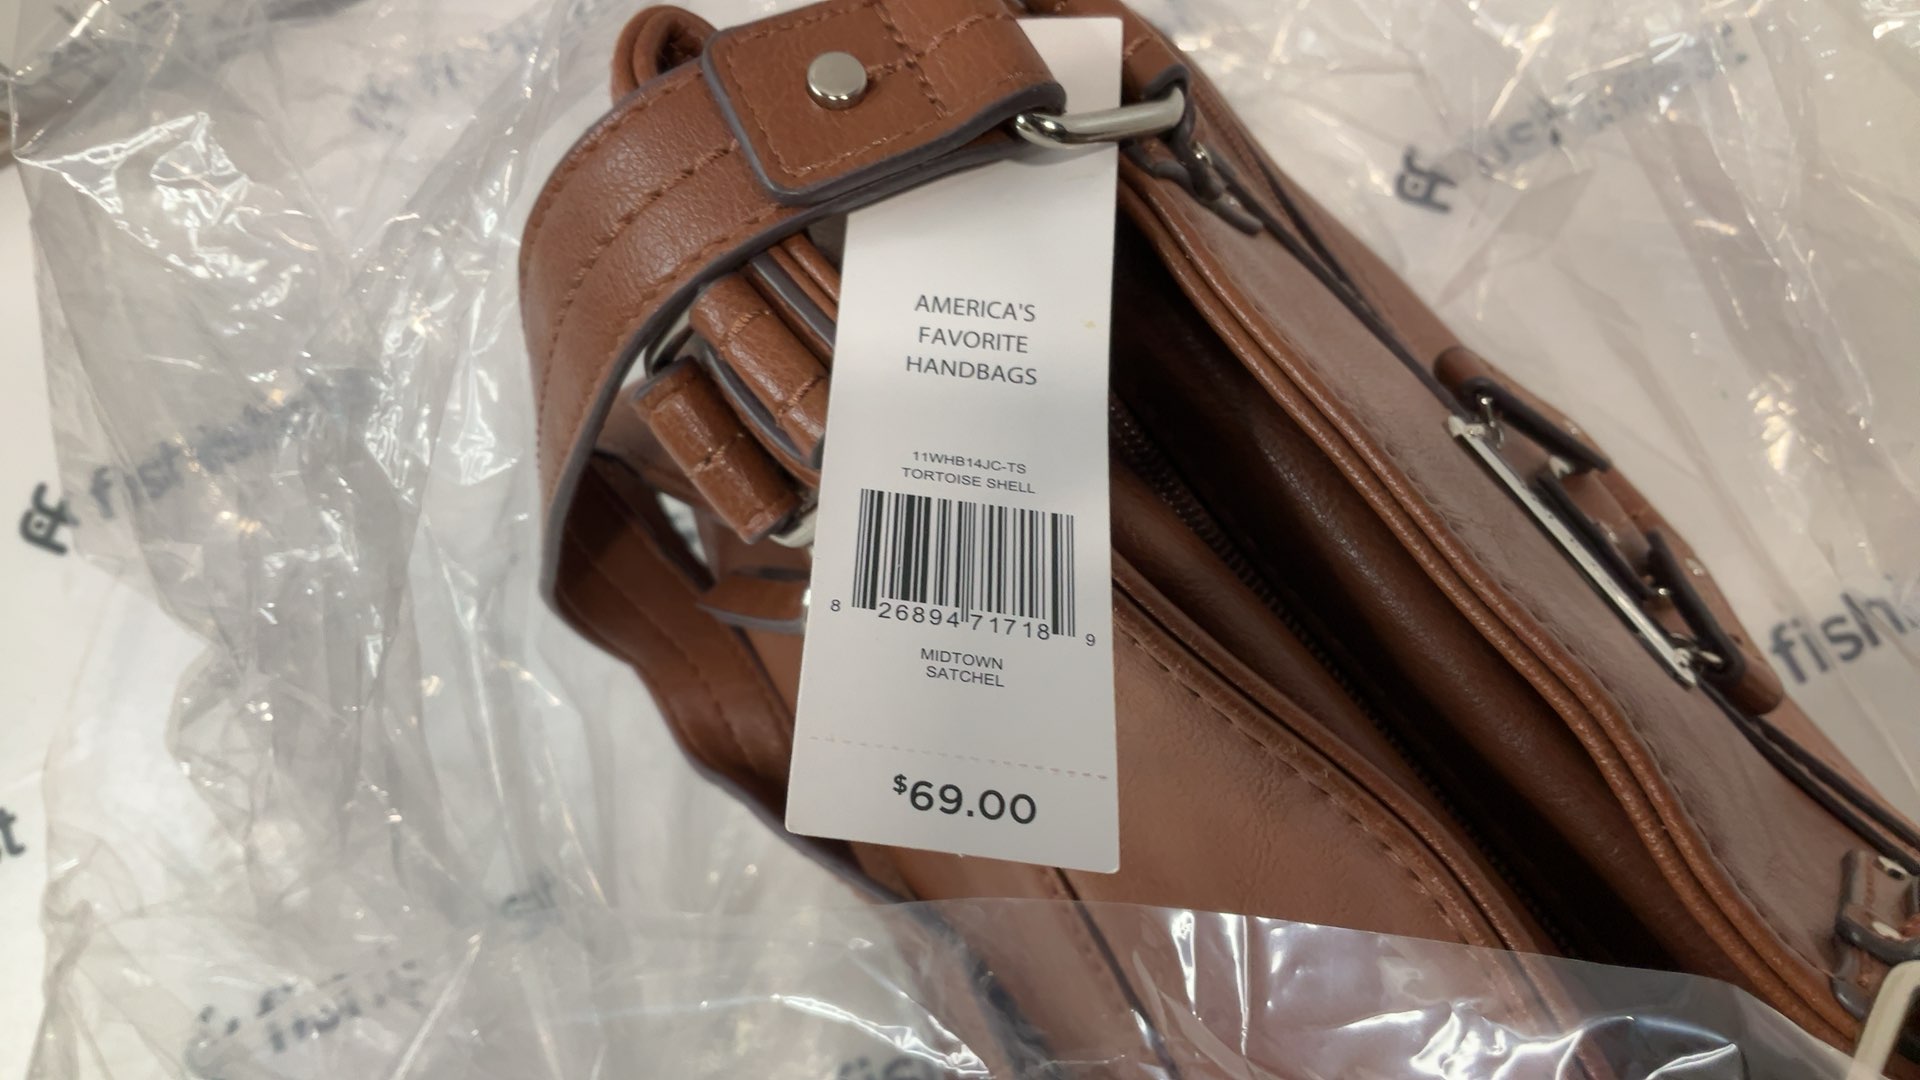 AMERICA'S
FAVORITE
HANDBAGS
11WHB14JC-TS
TORTOISE SHELL
8 26894 71718 9
MIDTOWN
SATCHEL
$69.00